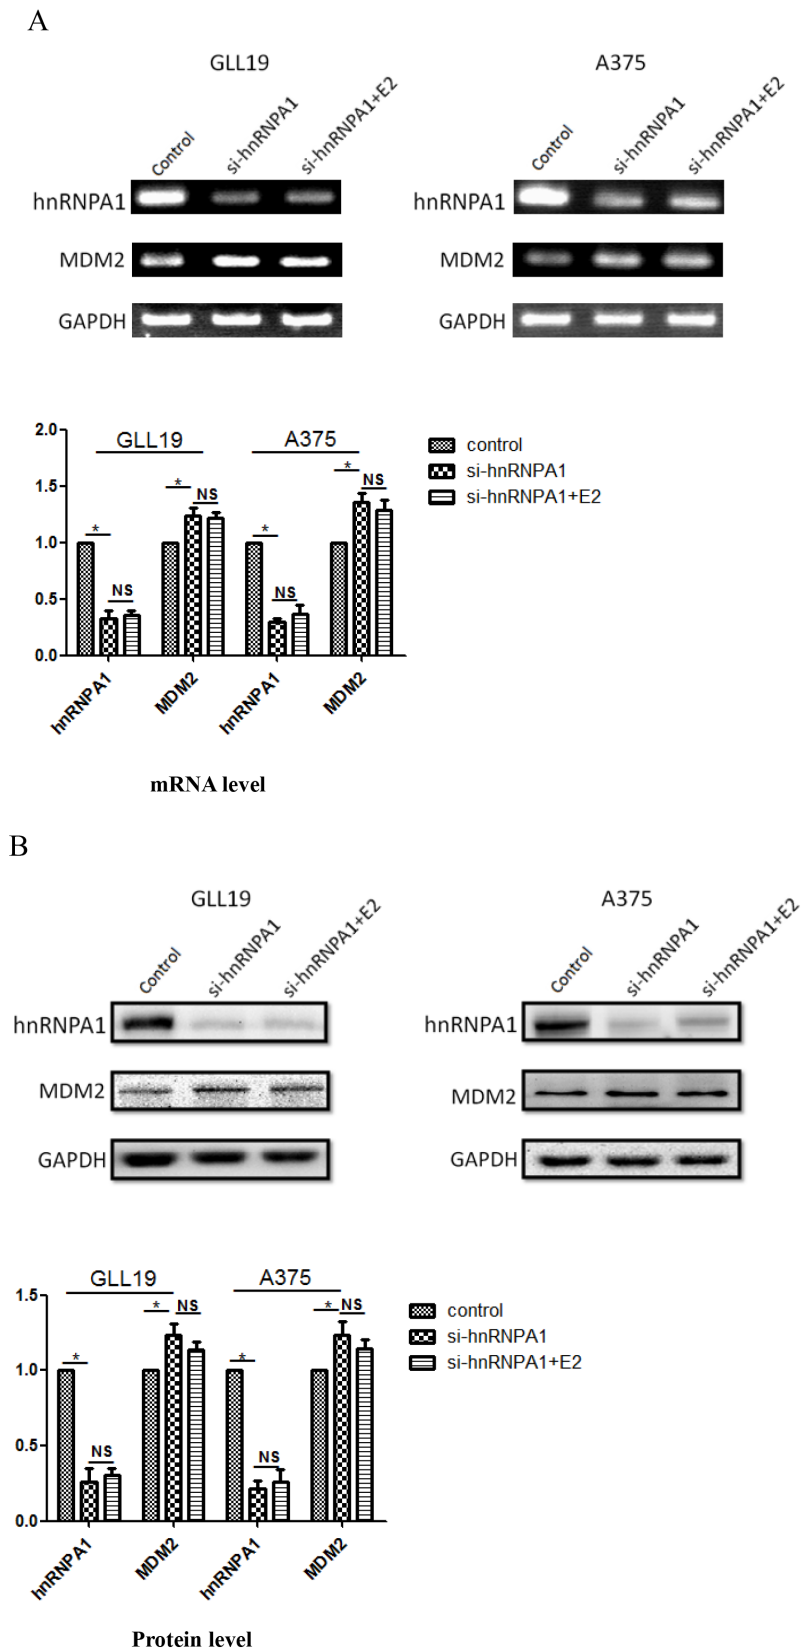 A
GLL19
A375
Control
si-hnRNPA1
si-hnRNPA1+E2
Control
si-hnRNPA1
si-hnRNPA1+E2
hnRNPA1
hnRNPA1
MDM2
MDM2
GAPDH
GAPDH
2.0
1.5
1.0
0.5
0.0
GLL19
A375
*
NS
*
NS
*
NS
*
NS
control
si-hnRNPA1
si-hnRNPA1+E2
hnRNPA1
MDM2
hnRNPA1
MDM2
mRNA level
B
GLL19
A375
Control
si-hnRNPA1
si-hnRNPA1+E2
Control
si-hnRNPA1
si-hnRNPA1+E2
hnRNPA1
hnRNPA1
MDM2
MDM2
GAPDH
GAPDH
1.5
1.0
0.5
0.0
GLL19
A375
*
NS
*
NS
*
NS
*
NS
control
si-hnRNPA1
si-hnRNPA1+E2
hnRNPA1
MDM2
hnRNPA1
MDM2
Protein level